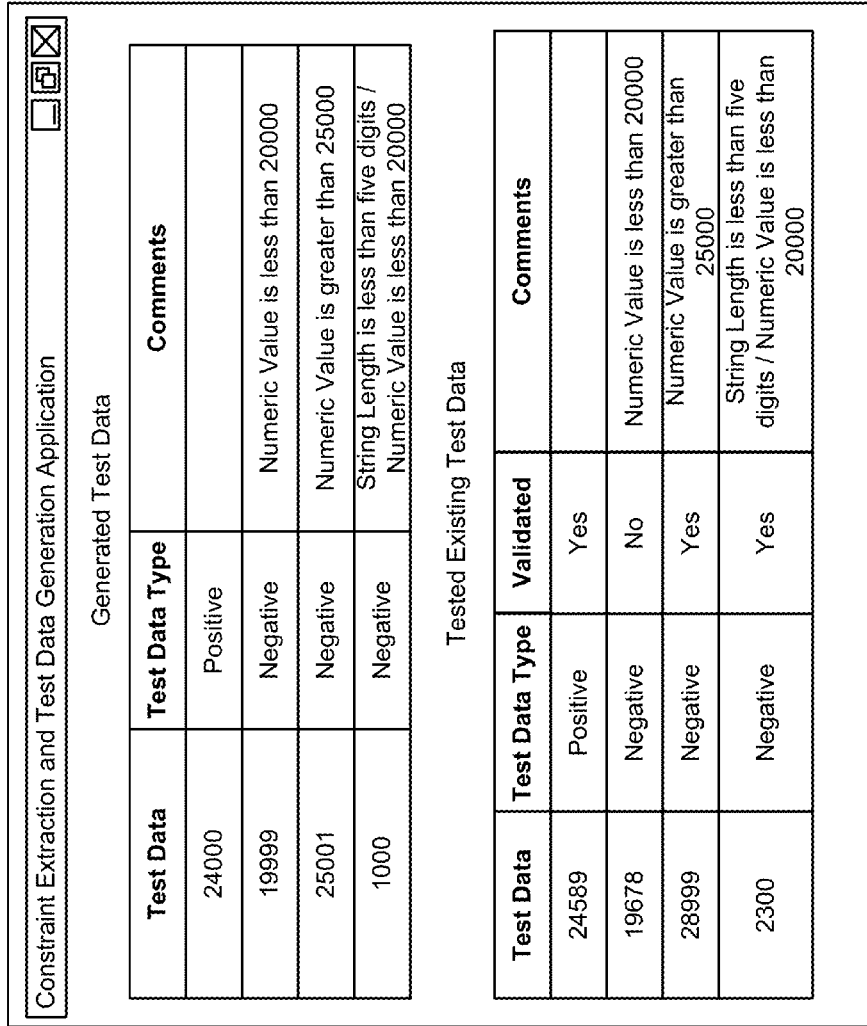 Constraint Extraction and Test Data Generation Application
Generated Test Data
Test Data Test Data Type Comments
24000 Positive
19999 Negative Numeric Value is less than 20000
25001 Negative Numeric Value is greater than 25000
1000 Negative String Length is less than five digits /
Numeric Value is less than 20000
Tested Existing Test Data
Test Data Test Data Type Validated Comments
24589 Positive Yes
19678 Negative No Numeric Value is less than 20000
28999 Negative Yes Numeric Value is greater than
25000
2300 Negative Yes String Length is less than five
digits / Numeric Value is less than
20000